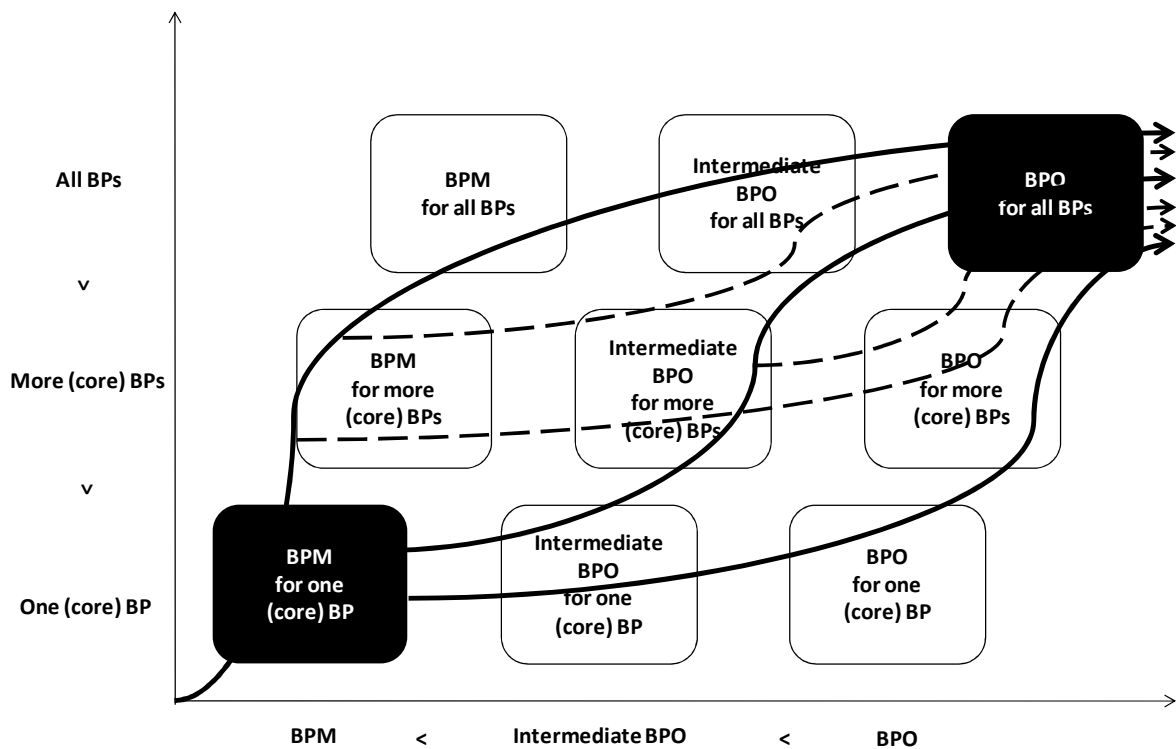 All BPs
BPM
for all BPs
Intermediate
BPO
for all BPs
BPO
for all BPs
v
More (core) BPs
BPM
for more
(core) BPs
Intermediate
BPO
for more
(core) BPs
BPO
for more
(core) BPs
v
One (core) BP
BPM
for one
(core) BP
Intermediate
BPO
for one
(core) BP
BPO
for one
(core) BP
BPM < Intermediate BPO < BPO